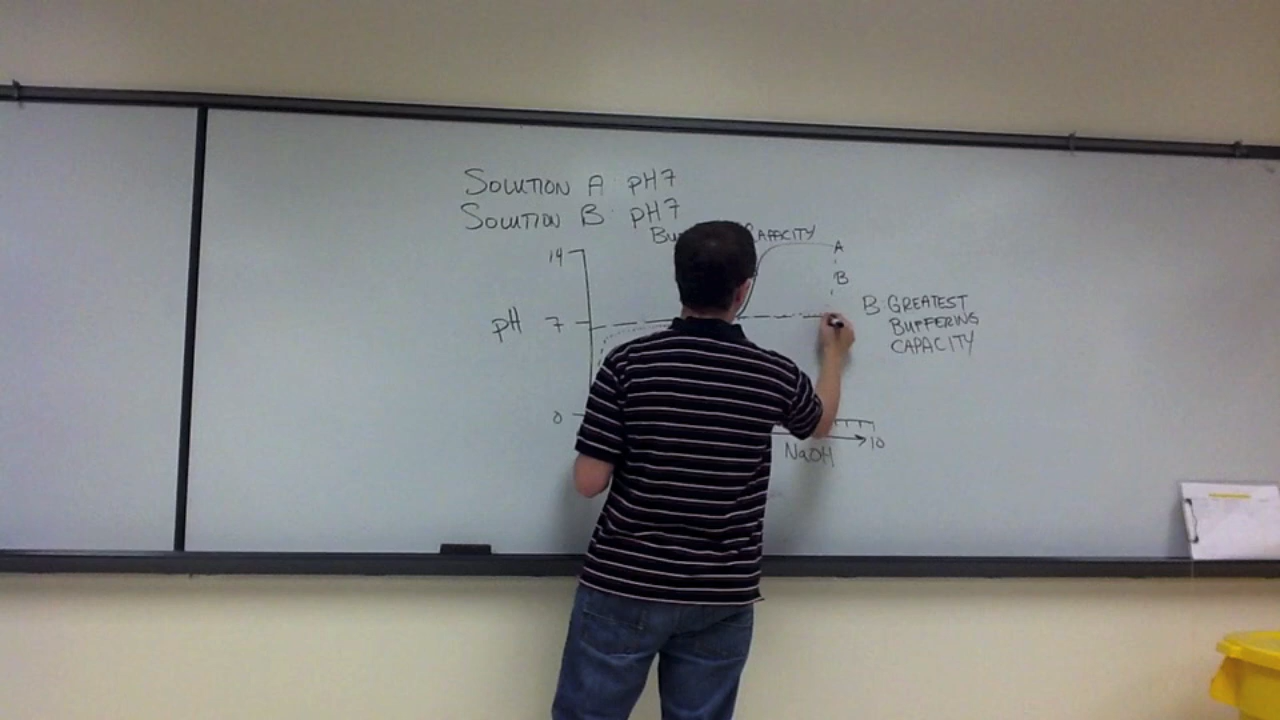 SOLUTION A: pH7
SOLUTION B: pH7
CAPACITY
14
A
B
pH 7
B: GREATEST
BUFFERING
CAPACITY
0
10
NaOH